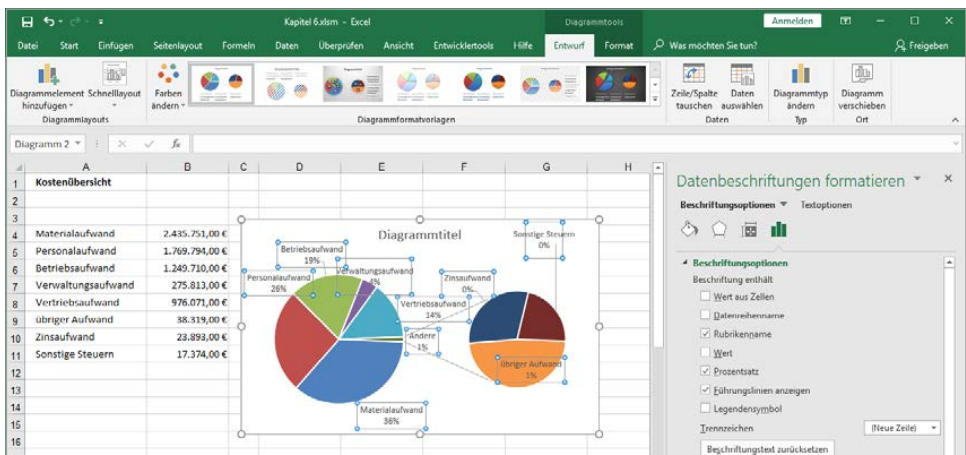 Kapitel 6.xlsm - Excel
Diagrammtools
Anmelden
Datei Start Einfügen Seitenlayout Formeln Daten Überprüfen Ansicht Entwicklertools Hilfe Entwurf Format Was möchten Sie tun? Freigeben
Diagrammelement hinzufügen
Schnelllayout
Farben ändern
Zeile/Spalte tauschen
Daten auswählen
Diagrammtyp ändern
Diagramm verschieben
Diagrammlayouts
Diagrammformatvorlagen
Daten
Typ
Ort
Diagramm 2
fx
A B C D E F G H
1 Kostenübersicht
2
3
4 Materialaufwand 2.435.751,00 €
5 Personalaufwand 1.769.794,00 €
6 Betriebsaufwand 1.249.710,00 €
7 Verwaltungsaufwand 275.813,00 €
8 Vertriebsaufwand 976.071,00 €
9 übriger Aufwand 38.319,00 €
10 Zinsaufwand 23.893,00 €
11 Sonstige Steuern 17.374,00 €
12
13
14
15
16
Diagrammtitel
Sonstige Steuern
0%
Betriebsaufwand
19%
Verwaltungsaufwand
4%
Personalaufwand
26%
Zinsaufwand
0%
Vertriebsaufwand
14%
Andere
1%
übriger Aufwand
1%
Materialaufwand
36%
Datenbeschriftungen formatieren
Beschriftungsoptionen Textoptionen
Beschriftungsoptionen
Beschriftung enthält
Wert aus Zellen
Datenreihenname
Rubrikenname
Wert
Prozentsatz
Führungslinien anzeigen
Legendensymbol
Trennzeichen (Neue Zeile)
Beschriftungstext zurücksetzen